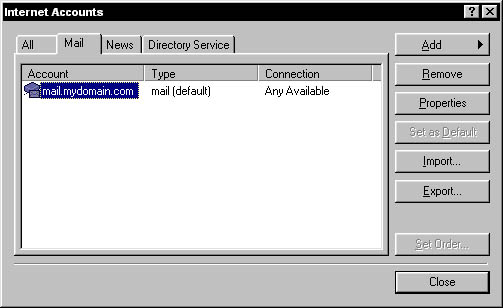 Internet Accounts
All Mail News Directory Service
Add
Account Type Connection
Remove
mail.mydomain.com mail (default) Any Available
Properties
Set as Default
Import...
Export...
Set Order...
Close